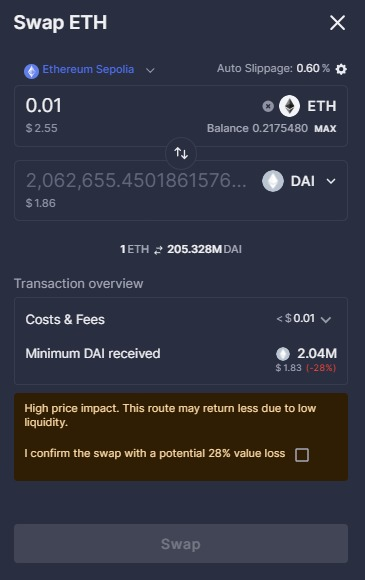 Swap ETH
Ethereum Sepolia Auto Slippage: 0.60 %
0.01 ETH
$ 2.55 Balance 0.2175480 MAX
2,062,655.4501861576... DAI
$ 1.86
1 ETH ⇄ 205.328M DAI
Transaction overview
Costs & Fees < $ 0.01
Minimum DAI received 2.04M
$ 1.83 (-28%)
High price impact. This route may return less due to low
liquidity.
I confirm the swap with a potential 28% value loss
Swap